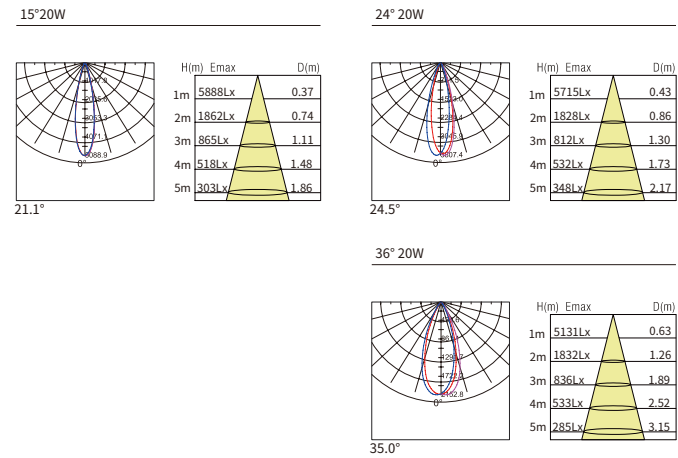 15°20W
H(m) Emax D(m)
1m 5888Lx 0.37
2m 1862Lx 0.74
3m 865Lx 1.11
4m 518Lx 1.48
5m 303Lx 1.86
0°
21.1°
24° 20W
H(m) Emax D(m)
1m 5715Lx 0.43
2m 1828Lx 0.86
3m 812Lx 1.30
4m 532Lx 1.73
5m 348Lx 2.17
0°
24.5°
36° 20W
H(m) Emax D(m)
1m 5131Lx 0.63
2m 1832Lx 1.26
3m 836Lx 1.89
4m 533Lx 2.52
5m 285Lx 3.15
0°
35.0°